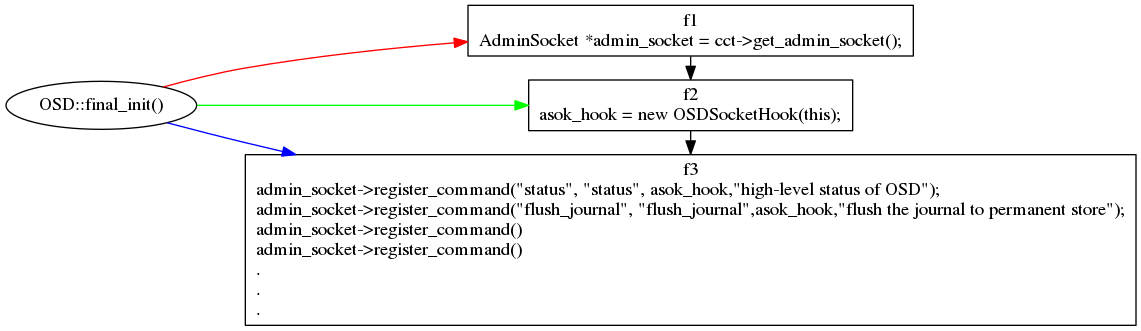 f1
AdminSocket *admin_socket = cct->get_admin_socket();
OSD::final_init()
f2
asok_hook = new OSDSocketHook(this);
f3
admin_socket->register_command("status", "status", asok_hook,"high-level status of OSD");
admin_socket->register_command("flush_journal", "flush_journal",asok_hook,"flush the journal to permanent store");
admin_socket->register_command()
admin_socket->register_command()
.
.
.